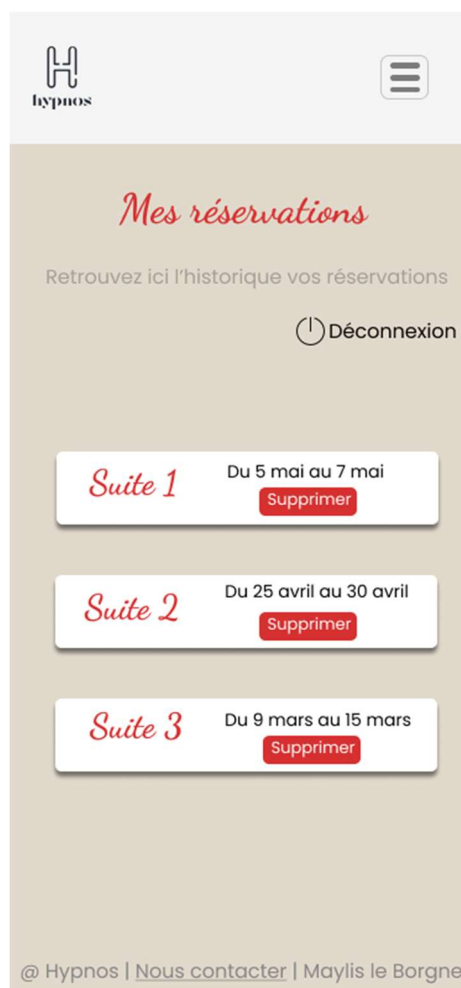 H
hypnos
Mes réservations
Retrouvez ici l'historique vos réservations
Déconnexion
Suite 1
Du 5 mai au 7 mai
Supprimer
Suite 2
Du 25 avril au 30 avril
Supprimer
Suite 3
Du 9 mars au 15 mars
Supprimer
@ Hypnos | Nous contacter | Maylis le Borgne